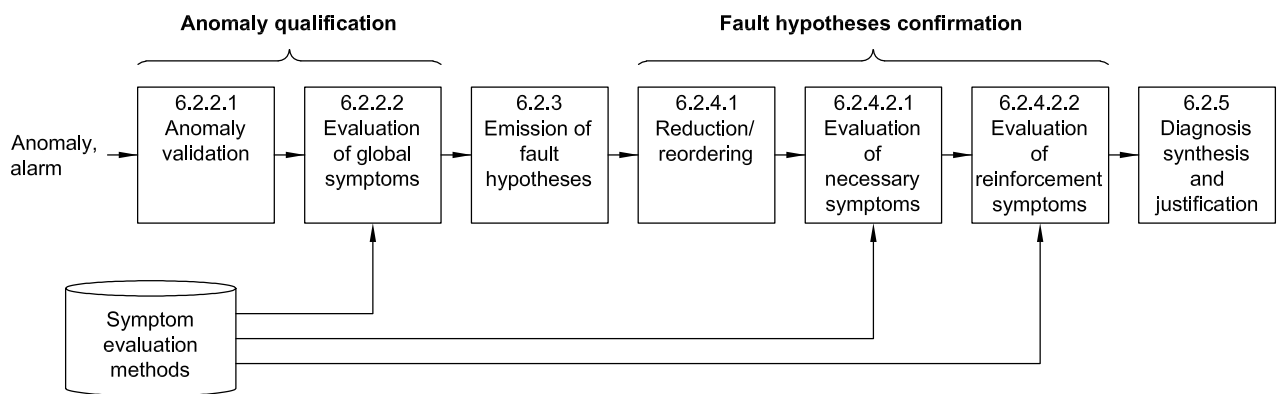 Anomaly qualification
Fault hypotheses confirmation
Anomaly,
alarm
6.2.2.1
Anomaly
validation
6.2.2.2
Evaluation
of global
symptoms
6.2.3
Emission of
fault
hypotheses
6.2.4.1
Reduction/
reordering
6.2.4.2.1
Evaluation
of
necessary
symptoms
6.2.4.2.2
Evaluation
of
reinforcement
symptoms
6.2.5
Diagnosis
synthesis
and
justification
Symptom
evaluation
methods